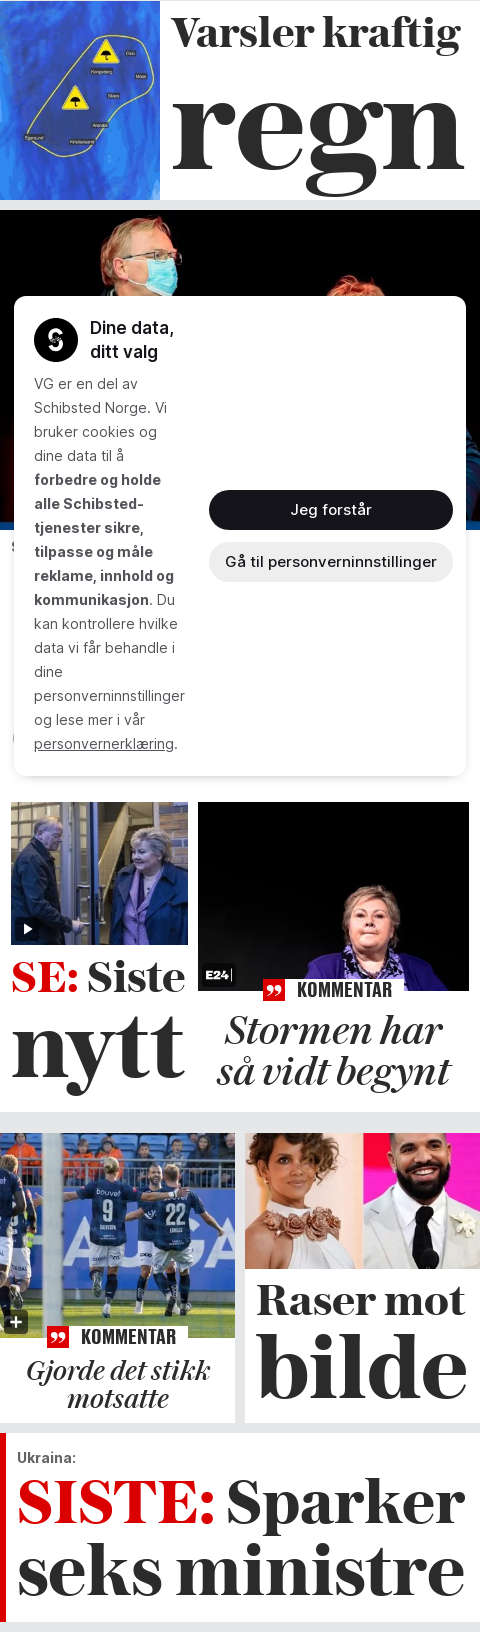 Varsler kraftig
regn
Oslo
Kongsberg
Moss
Skien
Arendal
Egersund
Kristiansand
Dine data,
ditt valg
VG er en del av
Schibsted Norge. Vi
bruker cookies og
dine data til å
forbedre og holde
alle Schibsted-
tjenester sikre,
tilpasse og måle
reklame, innhold og
kommunikasjon. Du
kan kontrollere hvilke
data vi får behandle i
dine
personverninnstillinger
og lese mer i vår
personvernerklæring.
Jeg forstår
Gå til personverninnstillinger
SE: Siste
nytt
E24
KOMMENTAR
Stormen har
så vidt begynt
bouvet
9
bouvet
22
KOMMENTAR
Gjorde det stikk
motsatte
Raser mot
bilde
Ukraina:
SISTE: Sparker
seks ministre